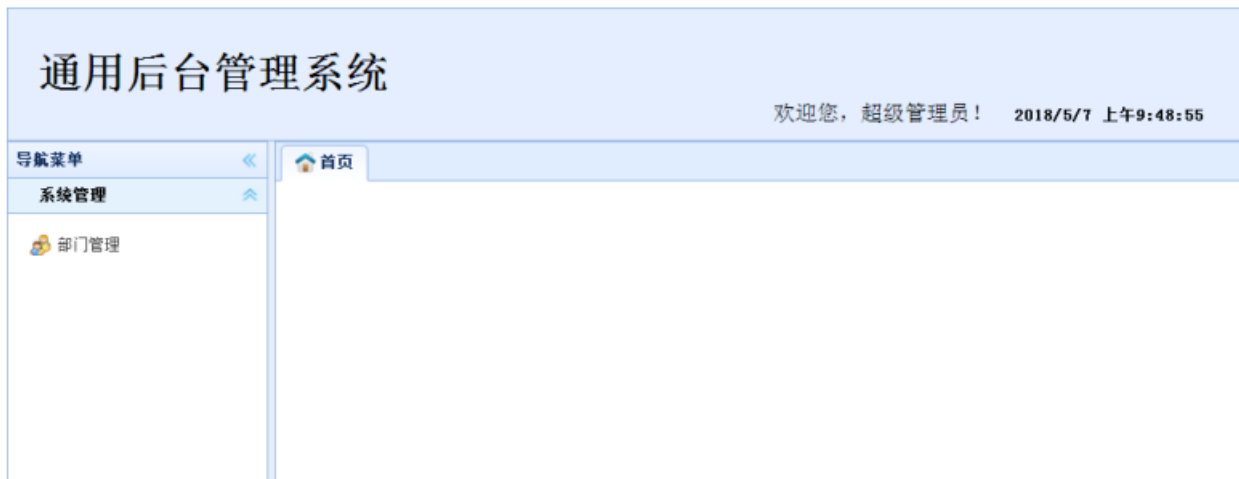 通用后台管理系统
欢迎您，超级管理员！ 2018/5/7 上午9:48:55
导航菜单
首页
系统管理
部门管理